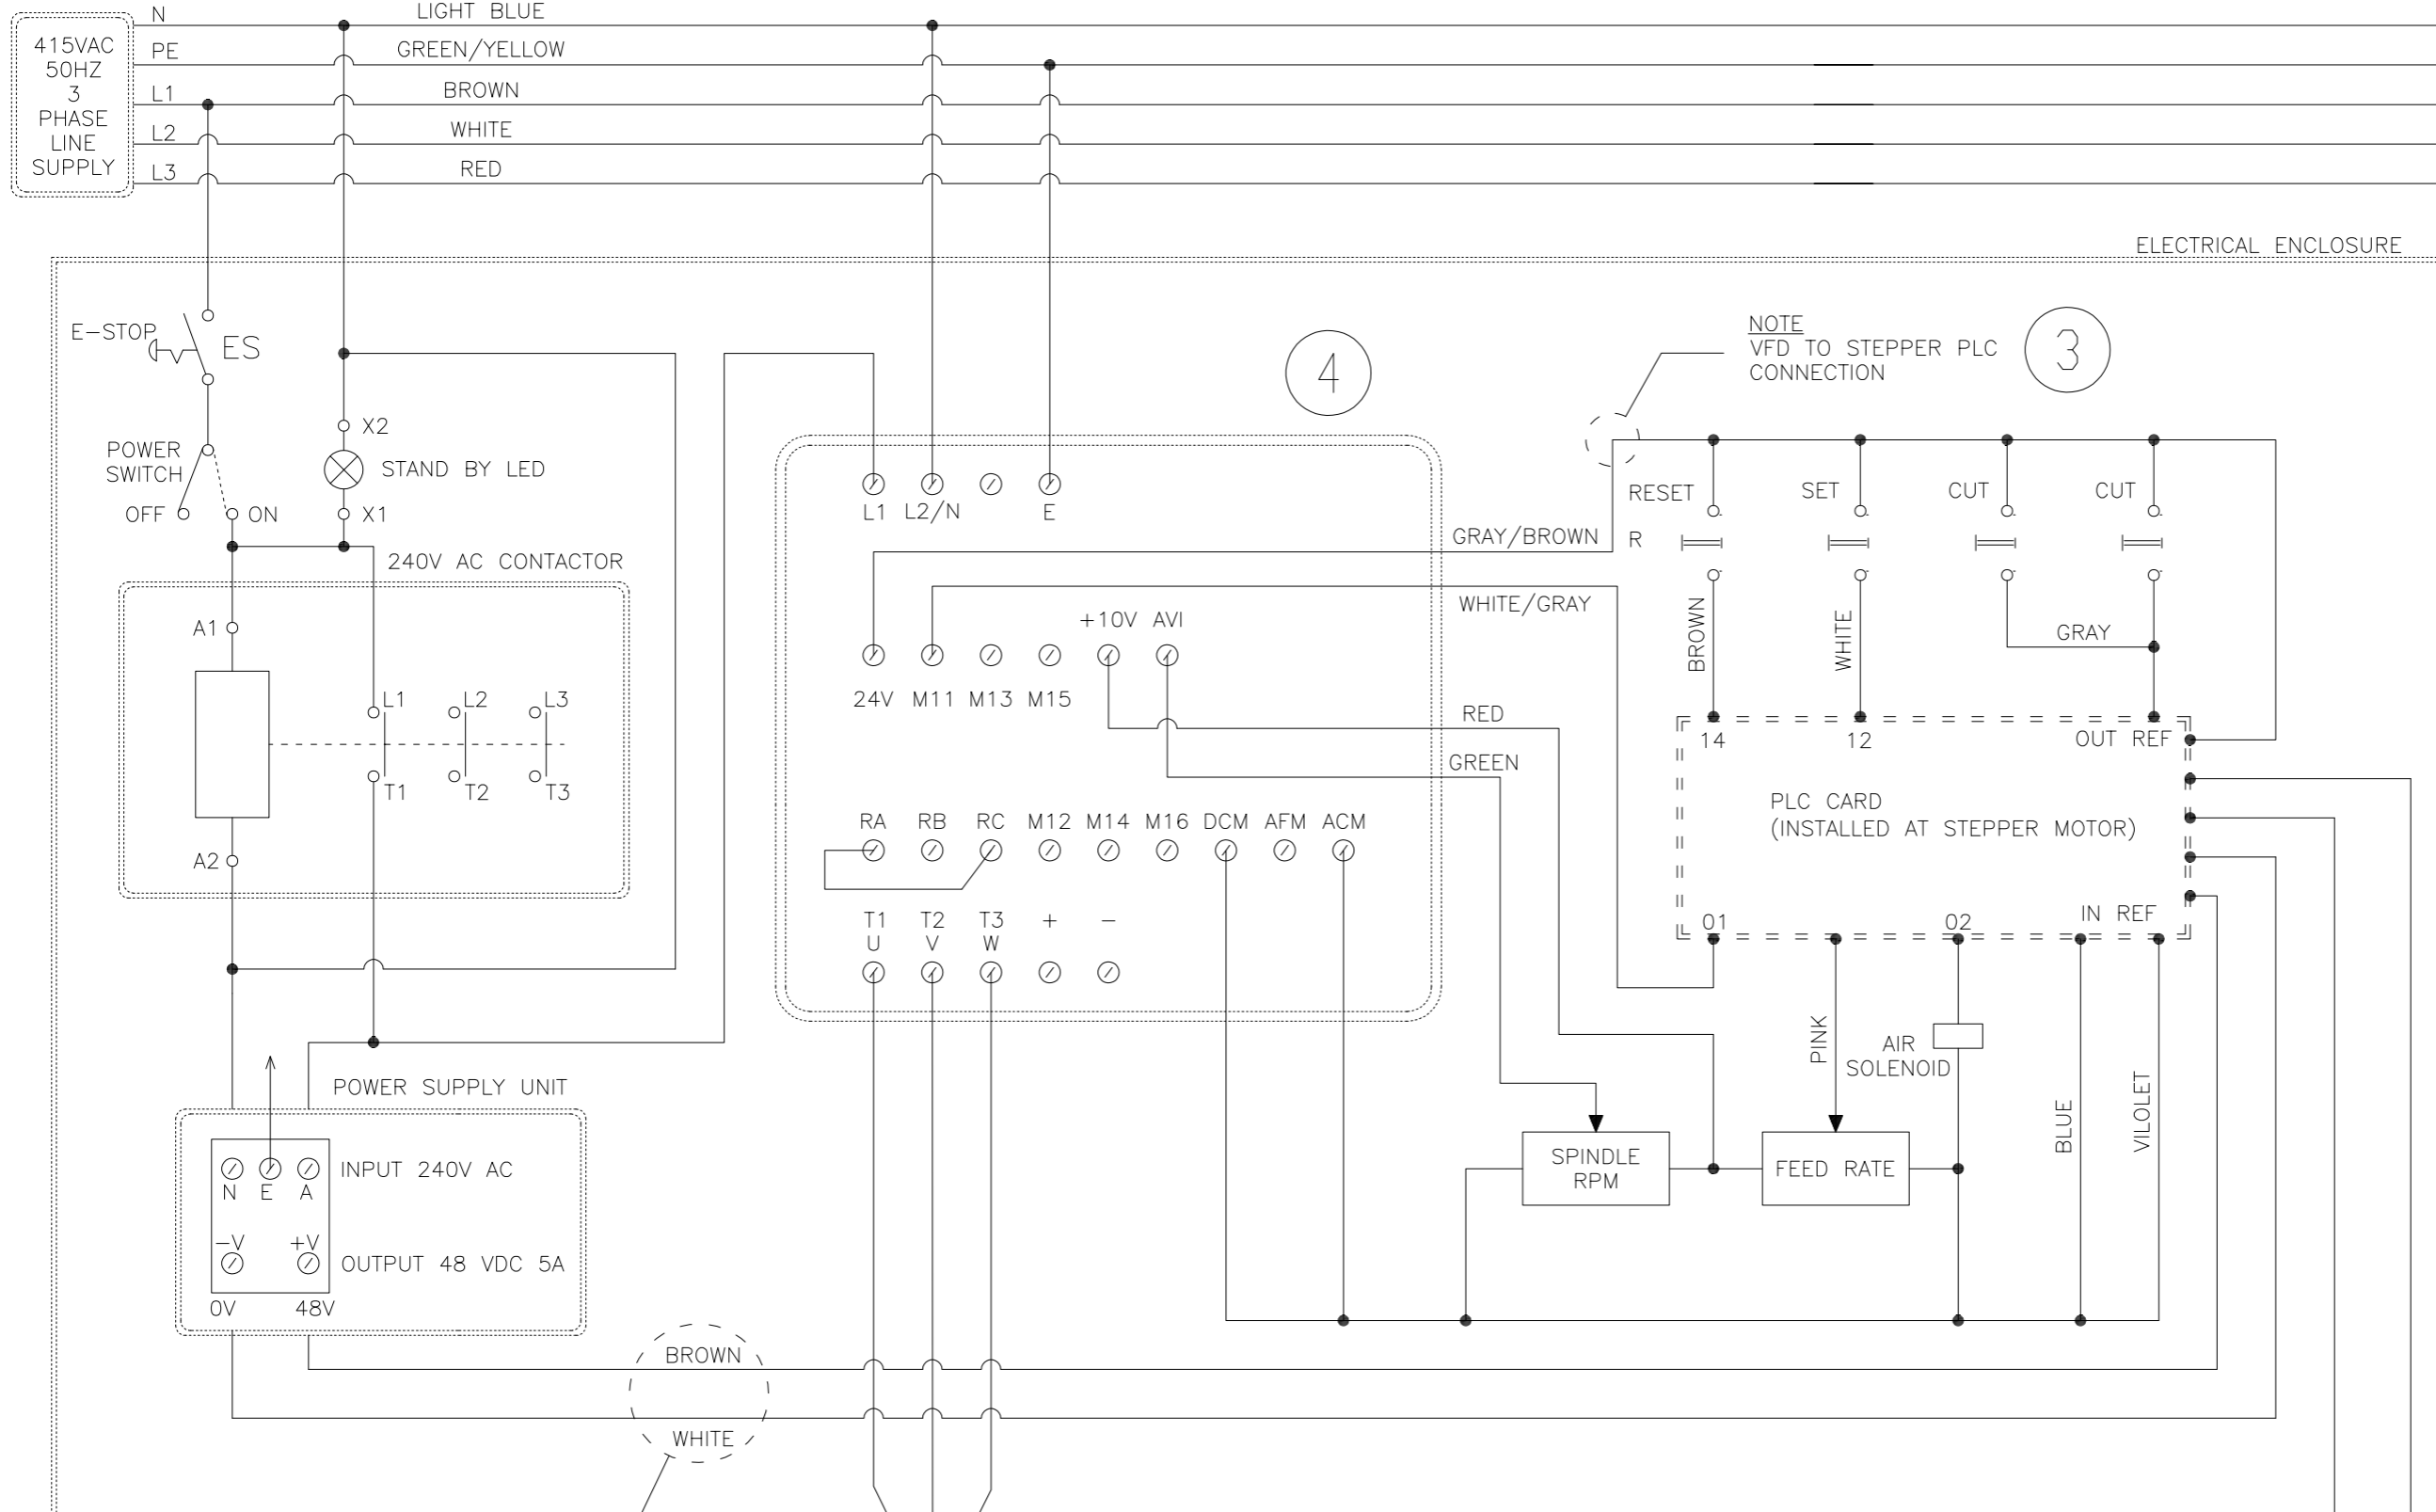 N
LIGHT BLUE
PE
GREEN/YELLOW
L1
BROWN
L2
WHITE
L3
RED
415VAC
50HZ
3
PHASE
LINE
SUPPLY
ELECTRICAL ENCLOSURE
E-STOP
ES
POWER
SWITCH
OFF
ON
X2
STAND BY LED
X1
240V AC CONTACTOR
A1
A2
L1
L2
L3
T1
T2
T3
POWER SUPPLY UNIT
INPUT 240V AC
N E A
-V +V
OUTPUT 48 VDC 5A
0V 48V
BROWN
WHITE
4
L1 L2/N E
+10V AVI
24V M11 M13 M15
RA RB RC M12 M14 M16 DCM AFM ACM
T1 T2 T3 + -
U V W
GRAY/BROWN
WHITE/GRAY
RED
GREEN
NOTE
VFD TO STEPPER PLC
CONNECTION
3
RESET
SET
CUT
CUT
R
BROWN
WHITE
GRAY
14
12
OUT REF
PLC CARD
(INSTALLED AT STEPPER MOTOR)
01
02
IN REF
PINK
AIR
SOLENOID
BLUE
VILOLET
SPINDLE
RPM
FEED RATE